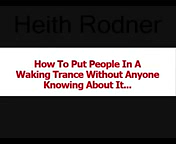 Heith Rodner
How To Put People In A
Waking Trance Without Anyone
Knowing About It...